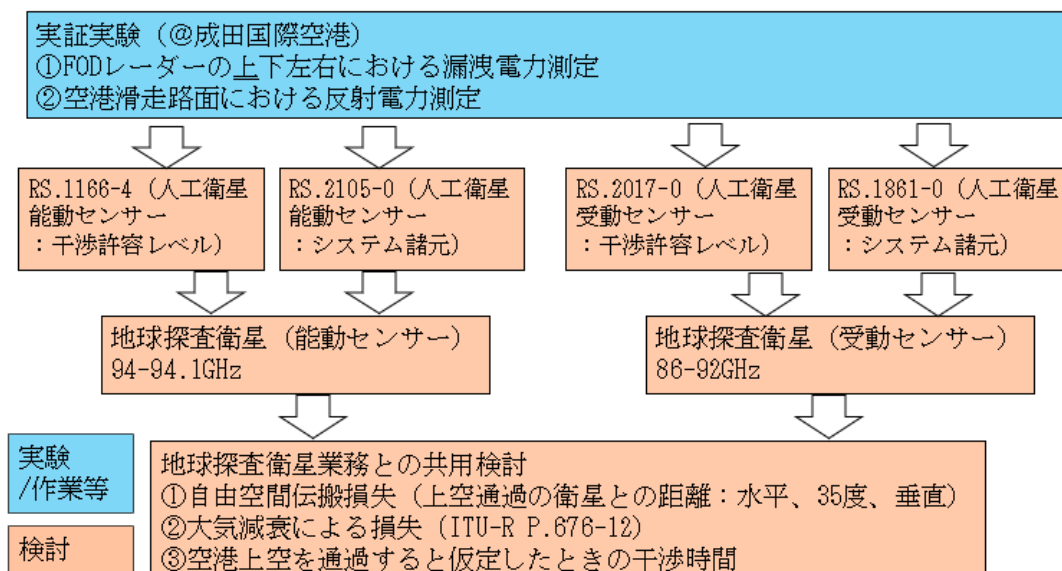 実証実験（@成田国際空港）
①FODレーダーの上下左右における漏洩電力測定
②空港滑走路面における反射電力測定
RS.1166-4（人工衛星
能動センサー
：干渉許容レベル）
RS.2105-0（人工衛星
能動センサー
：システム諸元）
RS.2017-0（人工衛星
受動センサー
：干渉許容レベル）
RS.1861-0（人工衛星
受動センサー
：システム諸元）
地球探査衛星（能動センサー）
94-94.1GHz
地球探査衛星（受動センサー）
86-92GHz
実験
/作業等
検討
地球探査衛星業務との共用検討
①自由空間伝搬損失（上空通過の衛星との距離：水平、35度、垂直）
②大気減衰による損失（ITU-R P.676-12）
③空港上空を通過すると仮定したときの干渉時間